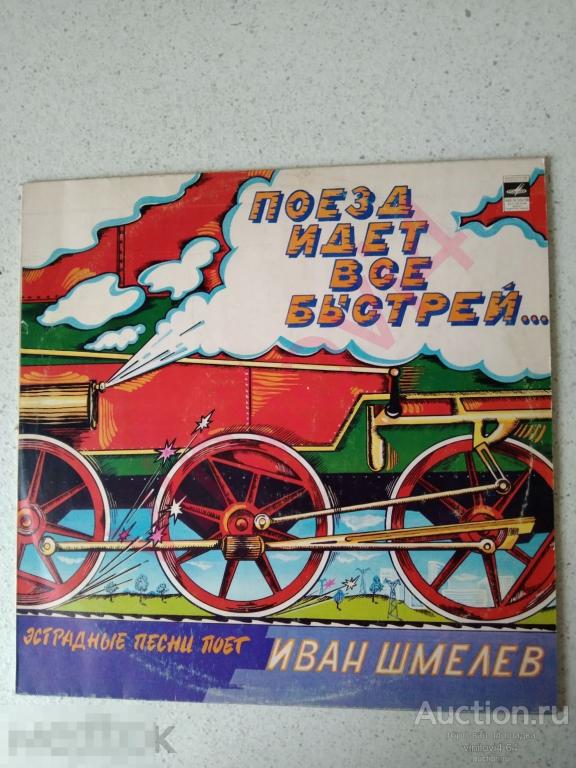 ПОЕЗД
ИДЕТ
ВСЕ
БЫСТРЕЙ...
ЭСТРАДНЫЕ ПЕСНИ ПОЕТ
ИВАН ШМЕЛЕВ
Auction.ru